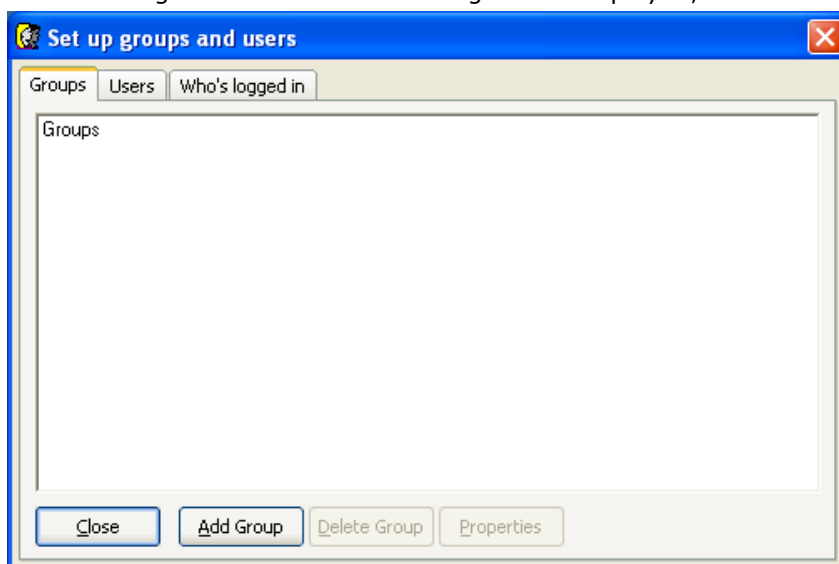 Set up groups and users
Groups Users Who's logged in
Groups
Close Add Group Delete Group Properties